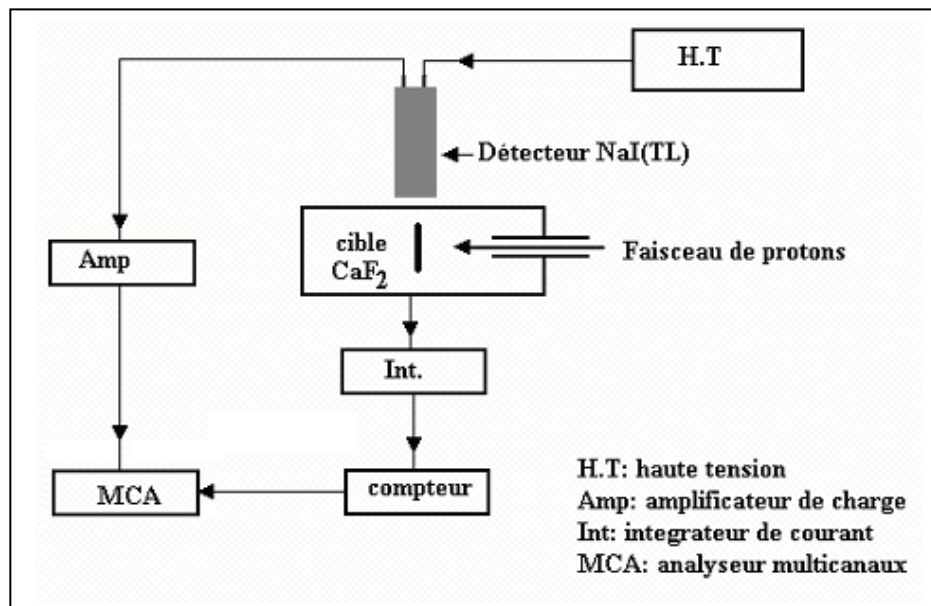 H.T
Détecteur NaI(TL)
cible
CaF2
Faisceau de protons
Amp
Int.
MCA
compteur
H.T: haute tension
Amp: amplificateur de charge
Int: integrateur de courant
MCA: analyseur multicanaux